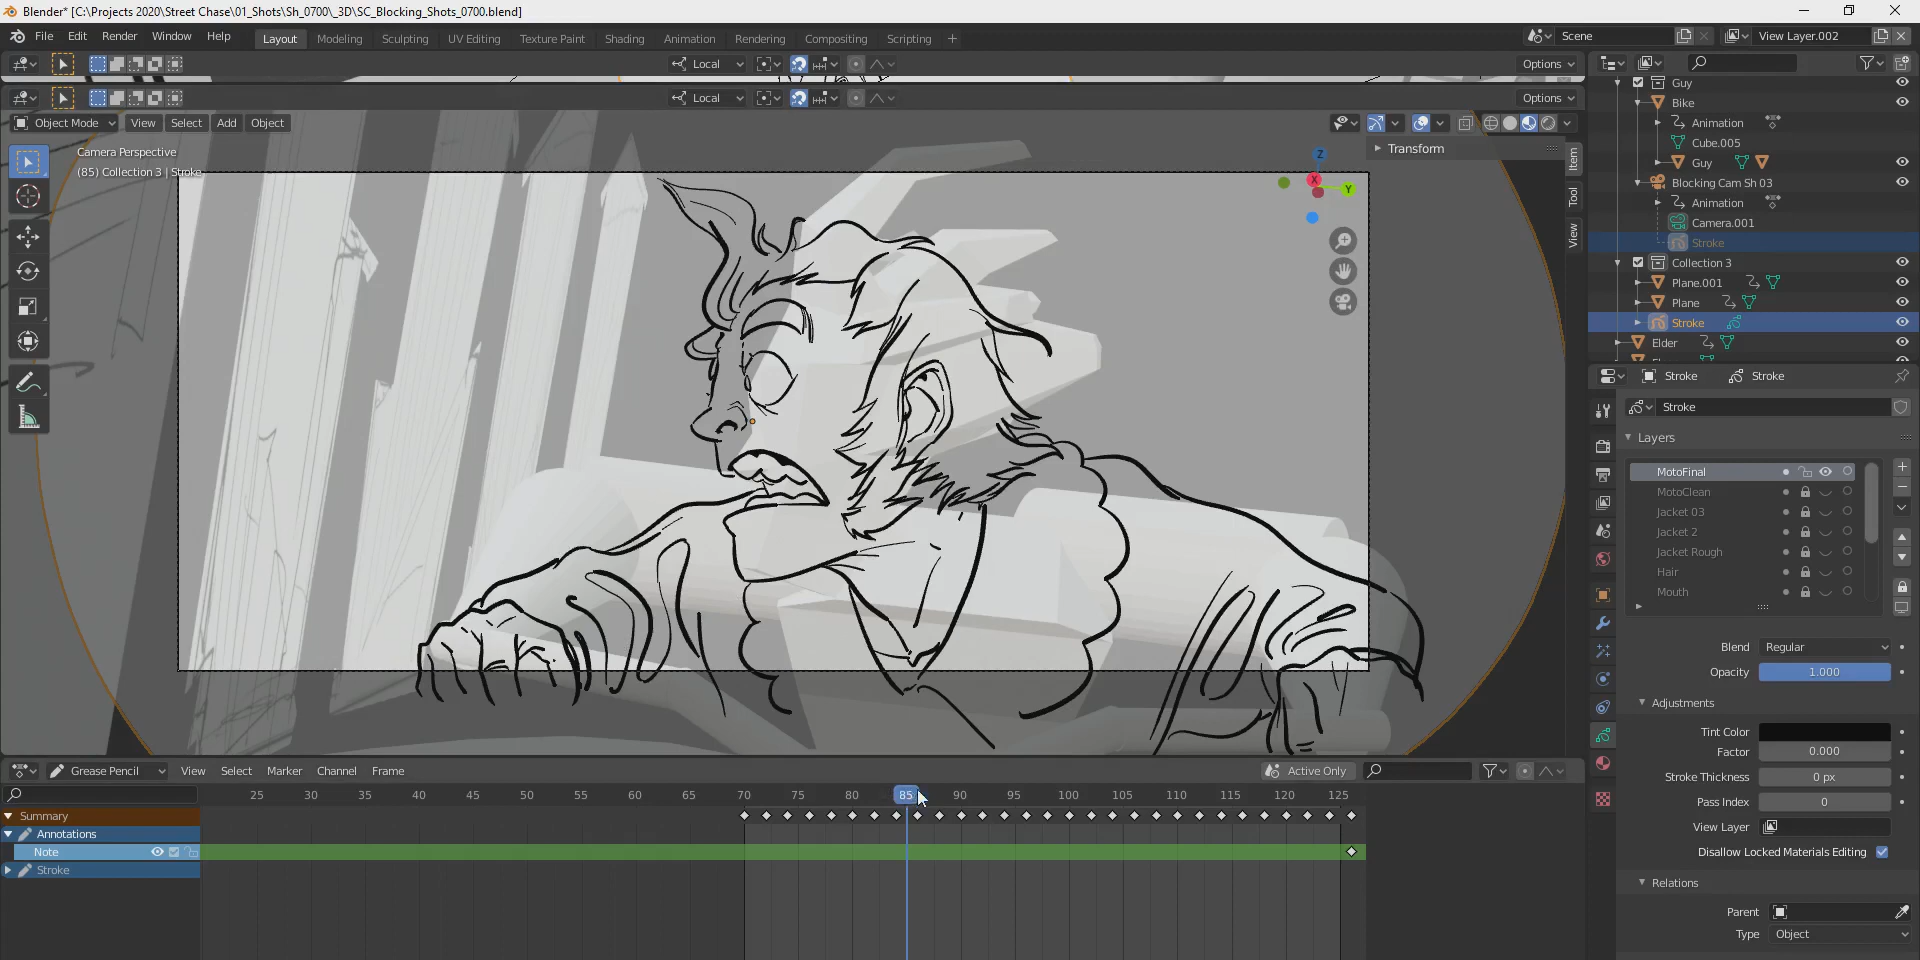 Blender* [C:\Projects 2020\Street Chase\01_Shots\Sh_0700\_3D\SC_Blocking_Shots_0700.blend]
File Edit Render Window Help Layout Modeling Sculpting UV Editing Texture Paint Shading Animation Rendering Compositing Scripting + Scene View Layer.002
Local Options
Local Options
Object Mode View Select Add Object
Camera Perspective
(85) Collection 3 | Stroke
Transform
Item
Tool
View
Z
X
Y
Guy
Bike
Animation
Cube.005
Guy
Blocking Cam Sh 03
Animation
Camera.001
Stroke
Collection 3
Plane.001
Plane
Stroke
Elder
Stroke Stroke
Stroke
Layers
MotoFinal
MotoClean
Jacket 03
Jacket 2
Jacket Rough
Hair
Mouth
Blend Regular
Opacity 1.000
Adjustments
Tint Color
Factor 0.000
Stroke Thickness 0 px
Pass Index 0
View Layer
Disallow Locked Materials Editing
Relations
Parent
Type Object
Grease Pencil View Select Marker Channel Frame Active Only
25 30 35 40 45 50 55 60 65 70 75 80 85 90 95 100 105 110 115 120 125
Summary
Annotations
Note
Stroke